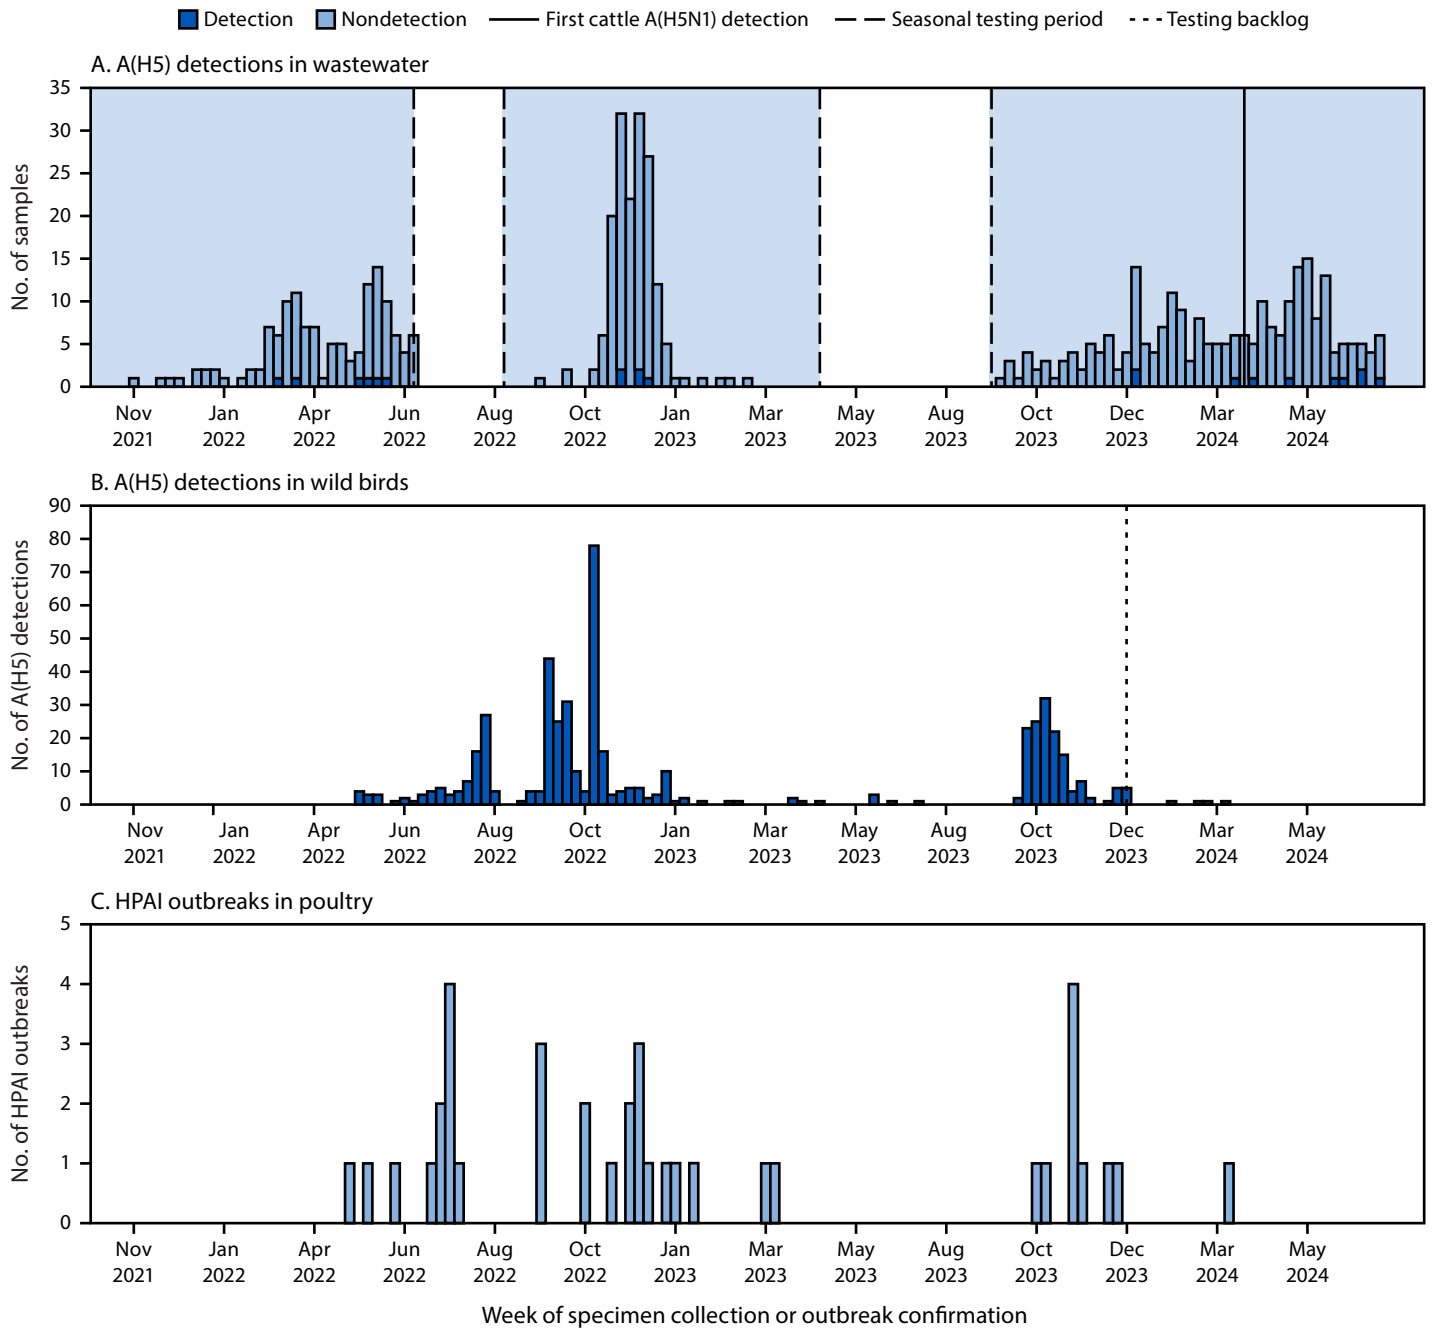 Detection Nondetection First cattle A(H5N1) detection Seasonal testing period Testing backlog
A. A(H5) detections in wastewater
No. of samples
35
30
25
20
15
10
5
0
Nov Jan Apr Jun Aug Oct Jan Mar May Aug Oct Dec Mar May
2021 2022 2022 2022 2022 2022 2023 2023 2023 2023 2023 2023 2024 2024
B. A(H5) detections in wild birds
No. of A(H5) detections
90
80
70
60
50
40
30
20
10
0
Nov Jan Apr Jun Aug Oct Jan Mar May Aug Oct Dec Mar May
2021 2022 2022 2022 2022 2022 2023 2023 2023 2023 2023 2023 2024 2024
C. HPAI outbreaks in poultry
No. of HPAI outbreaks
5
4
3
2
1
0
Nov Jan Apr Jun Aug Oct Jan Mar May Aug Oct Dec Mar May
2021 2022 2022 2022 2022 2022 2023 2023 2023 2023 2023 2023 2024 2024
Week of specimen collection or outbreak confirmation